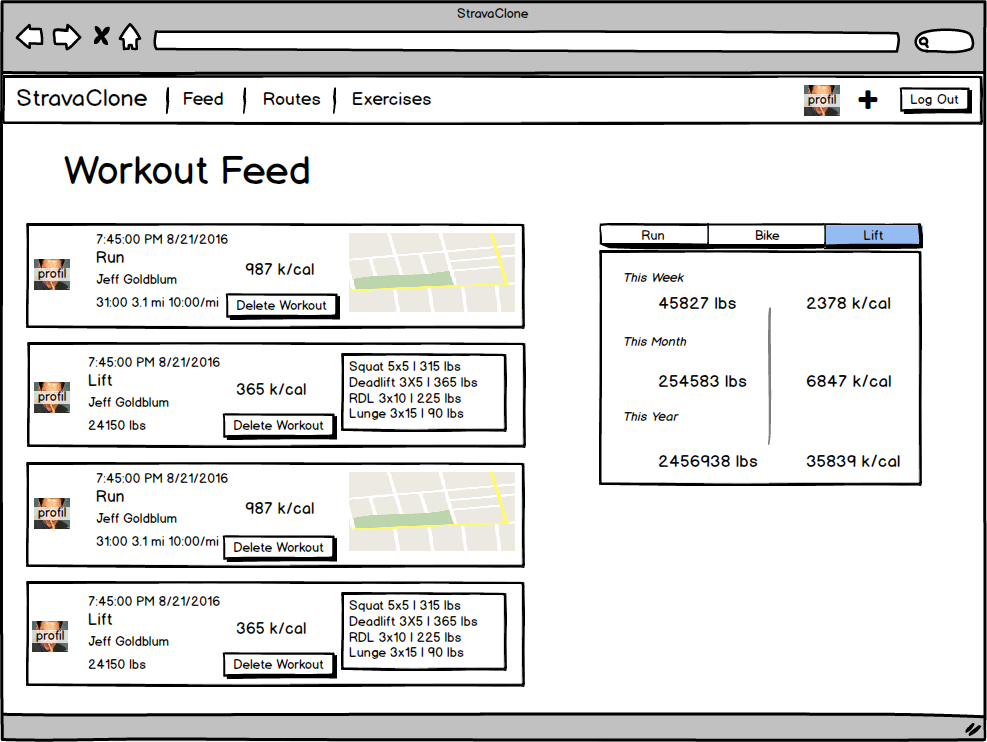 StravaClone
StravaClone | Feed | Routes | Exercises profil Log Out
Workout Feed
7:45:00 PM 8/21/2016
Run
profil
Jeff Goldblum
987 k/cal
31:00 3.1 mi 10:00/mi
Delete Workout
7:45:00 PM 8/21/2016
Lift
profil
Jeff Goldblum
365 k/cal
24150 lbs
Delete Workout
Squat 5x5 | 315 lbs
Deadlift 3X5 | 365 lbs
RDL 3x10 | 225 lbs
Lunge 3x15 | 90 lbs
7:45:00 PM 8/21/2016
Run
profil
Jeff Goldblum
987 k/cal
31:00 3.1 mi 10:00/mi
Delete Workout
7:45:00 PM 8/21/2016
Lift
profil
Jeff Goldblum
365 k/cal
24150 lbs
Delete Workout
Squat 5x5 | 315 lbs
Deadlift 3X5 | 365 lbs
RDL 3x10 | 225 lbs
Lunge 3x15 | 90 lbs
Run Bike Lift
This Week
45827 lbs 2378 k/cal
This Month
254583 lbs 6847 k/cal
This Year
2456938 lbs 35839 k/cal